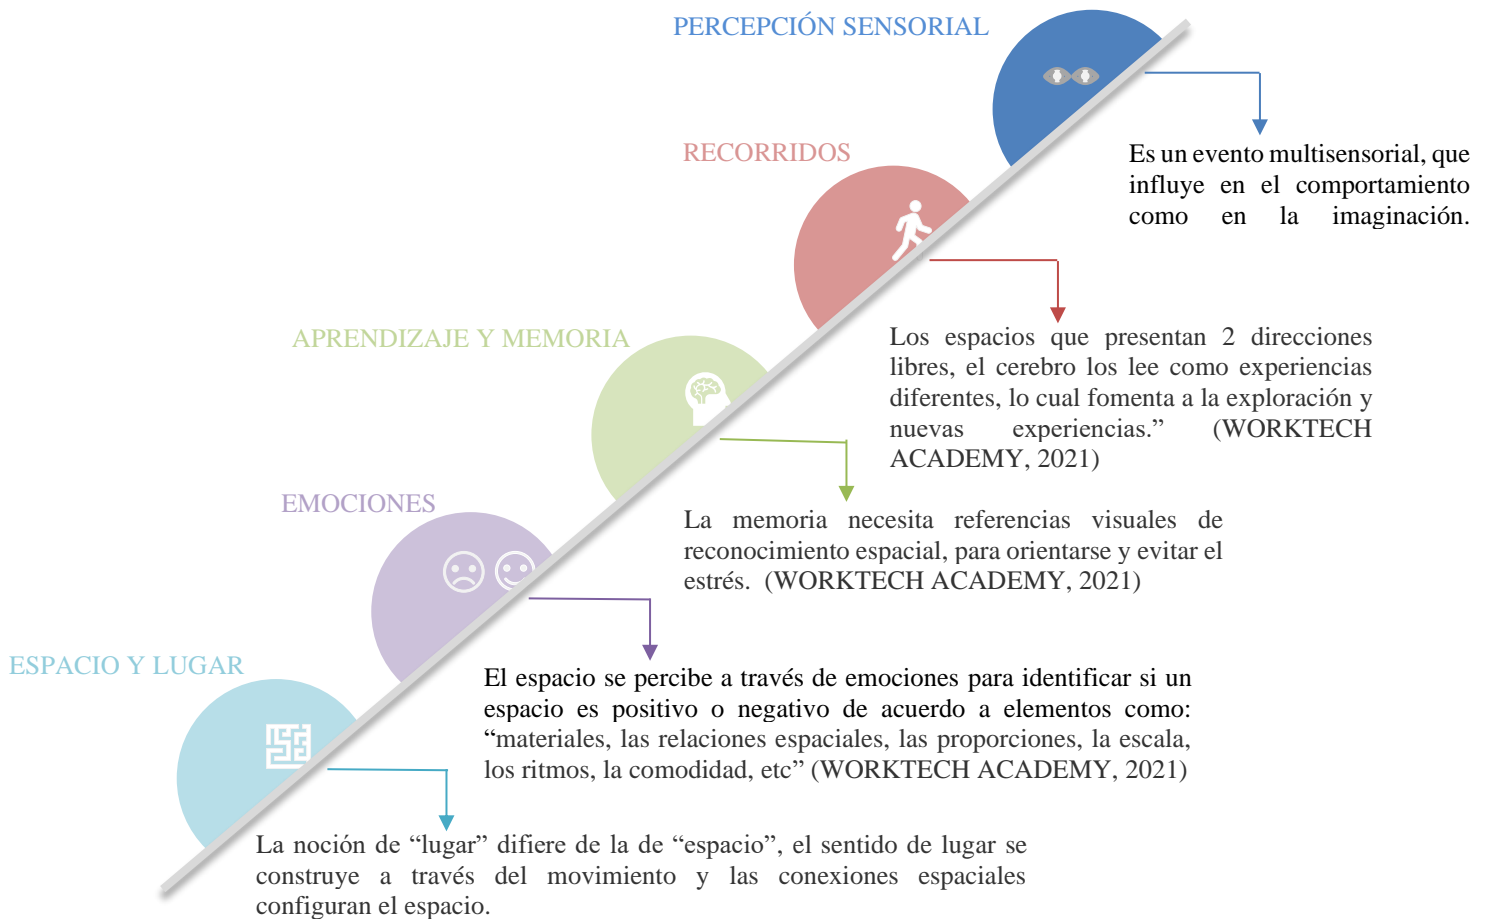 PERCEPCIÓN SENSORIAL
Es un evento multisensorial, que
influye en el comportamiento
como en la imaginación.
RECORRIDOS
Los espacios que presentan 2 direcciones
libres, el cerebro los lee como experiencias
diferentes, lo cual fomenta a la exploración y
nuevas experiencias.” (WORKTECH
ACADEMY, 2021)
APRENDIZAJE Y MEMORIA
La memoria necesita referencias visuales de
reconocimiento espacial, para orientarse y evitar el
estrés. (WORKTECH ACADEMY, 2021)
EMOCIONES
El espacio se percibe a través de emociones para identificar si un
espacio es positivo o negativo de acuerdo a elementos como:
“materiales, las relaciones espaciales, las proporciones, la escala,
los ritmos, la comodidad, etc” (WORKTECH ACADEMY, 2021)
ESPACIO Y LUGAR
La noción de “lugar” difiere de la de “espacio”, el sentido de lugar se
construye a través del movimiento y las conexiones espaciales
configuran el espacio.